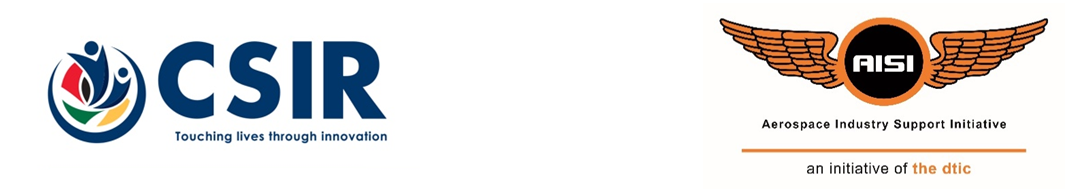 CSIR
Touching lives through innovation
AISI
Aerospace Industry Support Initiative
an initiative of the dtic